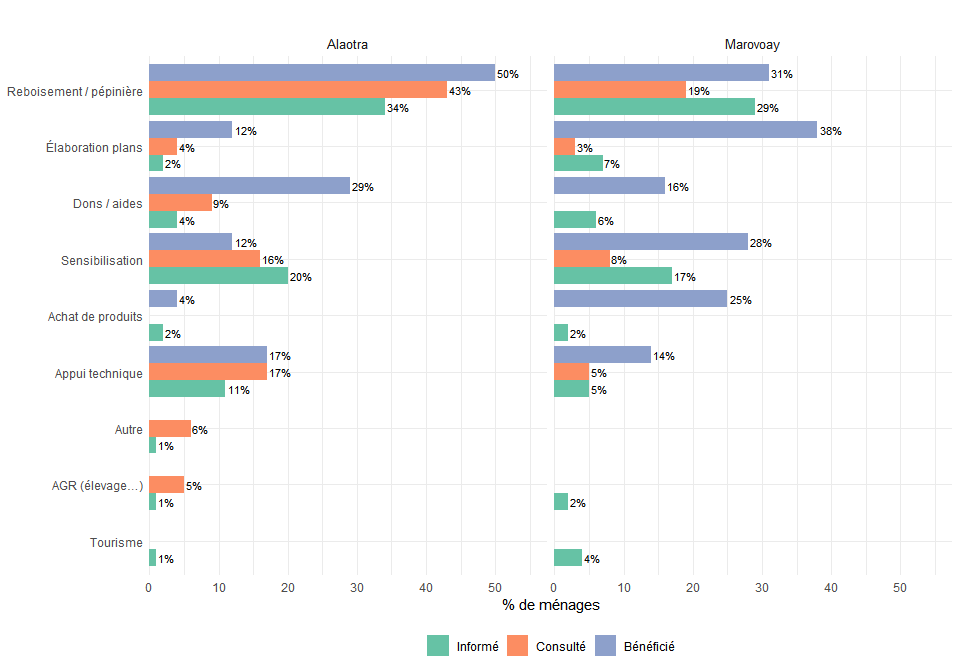 Alaotra
Marovoay
Reboisement / pépinière
50%
43%
34%
31%
19%
29%
Élaboration plans
12%
4%
2%
38%
3%
7%
Dons / aides
29%
9%
4%
16%
6%
Sensibilisation
12%
16%
20%
28%
8%
17%
Achat de produits
4%
2%
25%
2%
Appui technique
17%
17%
11%
14%
5%
5%
Autre
6%
1%
AGR (élevage...)
5%
1%
2%
Tourisme
1%
4%
0 10 20 30 40 50
0 10 20 30 40 50
% de ménages
Informé Consulté Bénéficié